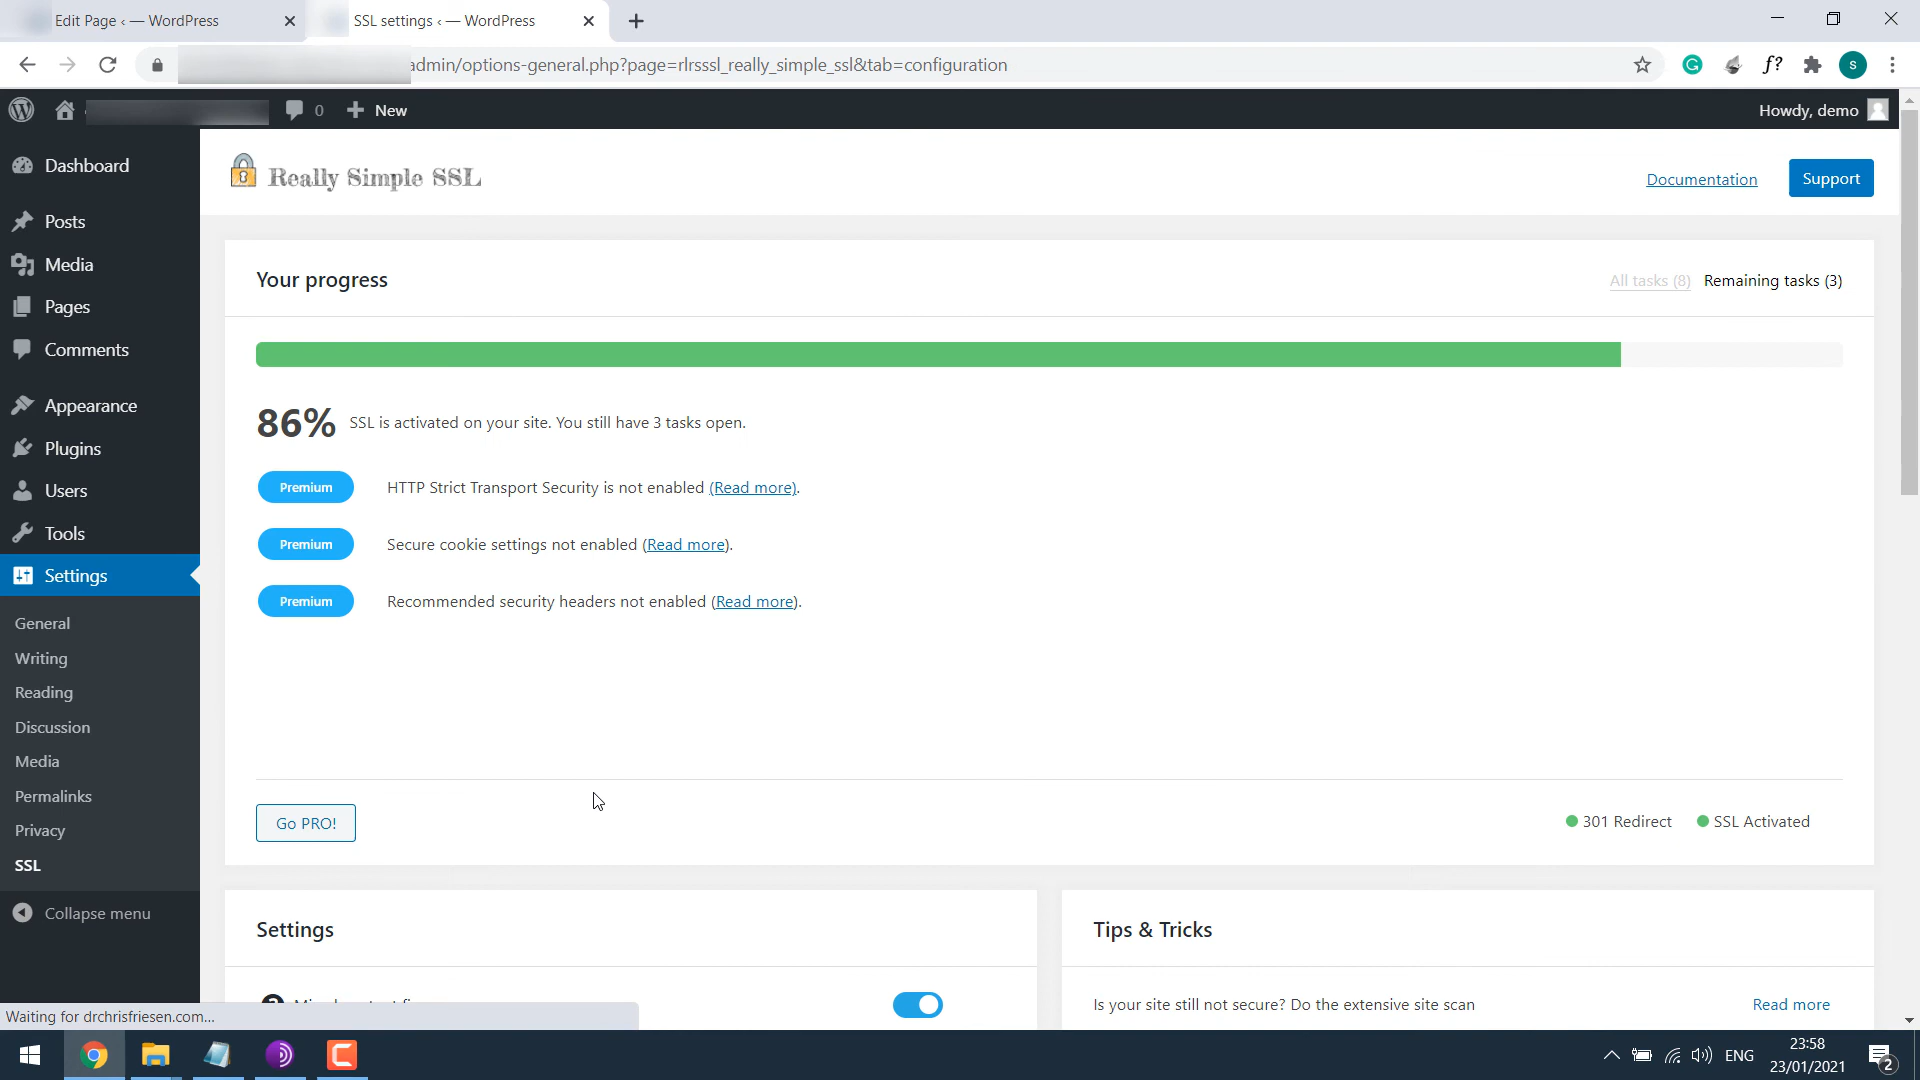 Edit Page ‹ — WordPress
SSL settings ‹ — WordPress
dmin/options-general.php?page=rlrsssl_really_simple_ssl&tab=configuration
f?
s
0
New
Howdy, demo
Dashboard
Posts
Media
Pages
Comments
Appearance
Plugins
Users
Tools
Settings
General
Writing
Reading
Discussion
Media
Permalinks
Privacy
SSL
Collapse menu
Really Simple SSL
Documentation
Support
Your progress
All tasks (8)
Remaining tasks (3)
86%
SSL is activated on your site. You still have 3 tasks open.
Premium
HTTP Strict Transport Security is not enabled (Read more).
Premium
Secure cookie settings not enabled (Read more).
Premium
Recommended security headers not enabled (Read more).
Go PRO!
301 Redirect
SSL Activated
Settings
Tips & Tricks
Is your site still not secure? Do the extensive site scan
Read more
Waiting for drchrisfriesen.com...
ENG
23:58
23/01/2021
2